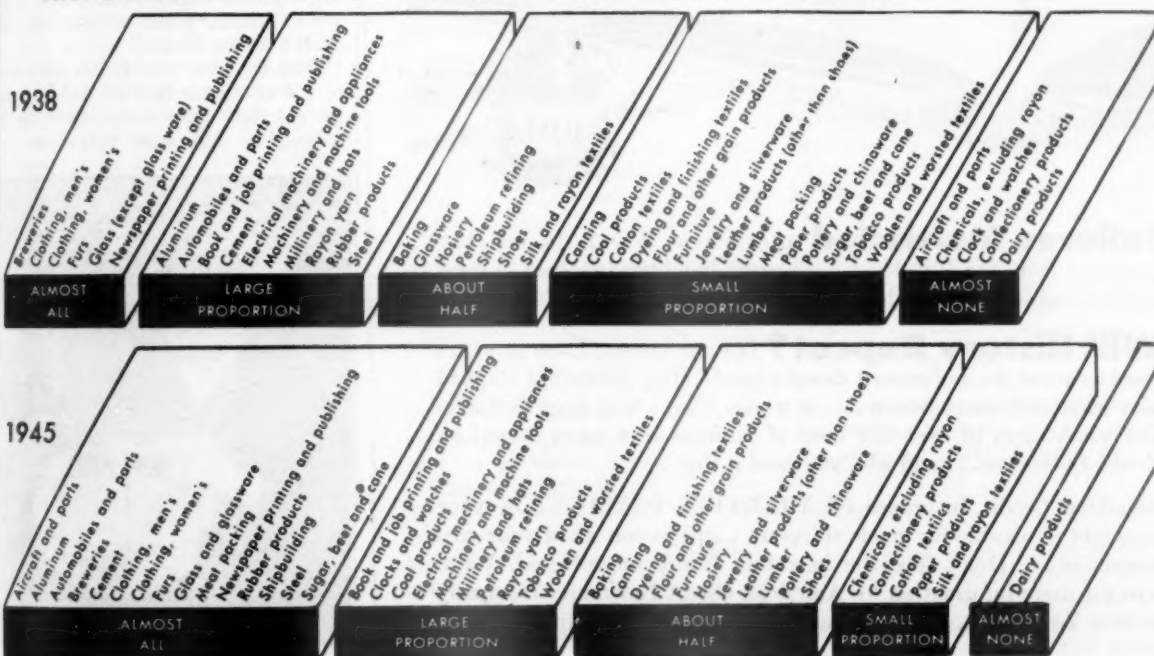 1938
Breweries
Clothing, men's
Clothing, women's
Furs
Glass (except glass ware)
Newspaper printing and publishing
ALMOST
ALL
Aluminum
Automobiles and parts
Book and job printing and publishing
Cement
Electrical machinery and appliances
Machinery and machine tools
Millinery and hats
Rayon yarn
Rubber products
Steel
LARGE
PROPORTION
Baking
Glassware
Hosiery
Petroleum refining
Shipbuilding
Shoes
Silk and rayon textiles
ABOUT
HALF
Canning
Coal products
Cotton textiles
Dyeing and finishing textiles
Flour and other grain products
Furniture
Jewelry and silverware
Leather products (other than shoes)
Lumber
Meat packing
Paper products
Pottery and chinaware
Sugar, beet and cane
Tobacco products
Woolen and worsted textiles
SMALL
PROPORTION
Aircraft and parts
Chemicals, excluding rayon
Clocks and watches
Confectionery products
Dairy products
ALMOST
NONE
1945
Aircraft and parts
Aluminum
Automobiles and parts
Breweries
Cement
Clothing, men's
Clothing, women's
Furs
Glass and glassware
Meat packing
Newspaper printing and publishing
Rubber products
Shipbuilding
Steel
Sugar, beet and cane
ALMOST
ALL
Book and job printing and publishing
Clocks and watches
Coal products
Electrical machinery and appliances
Machinery and machine tools
Millinery and hats
Petroleum refining
Rayon yarn
Tobacco products
Woolen and worsted textiles
LARGE
PROPORTION
Baking
Canning
Dyeing and finishing textiles
Flour and other grain products
Furniture
Hosiery
Jewelry and silverware
Leather products (other than shoes)
Lumber
Pottery and chinaware
Shoes
ABOUT
HALF
Chemicals, excluding rayon
Confectionery products
Cotton textiles
Paper products
Silk and rayon textiles
SMALL
PROPORTION
Dairy products
ALMOST
NONE